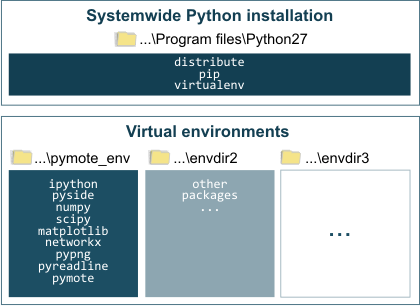 Systemwide Python installation
...\Program files\Python27
distribute
pip
virtualenv
Virtual environments
...\pymote_env
ipython
pyside
numpy
scipy
matplotlib
networkx
pypng
pyreadline
pymote
...\envdir2
other
packages
...
...\envdir3
...